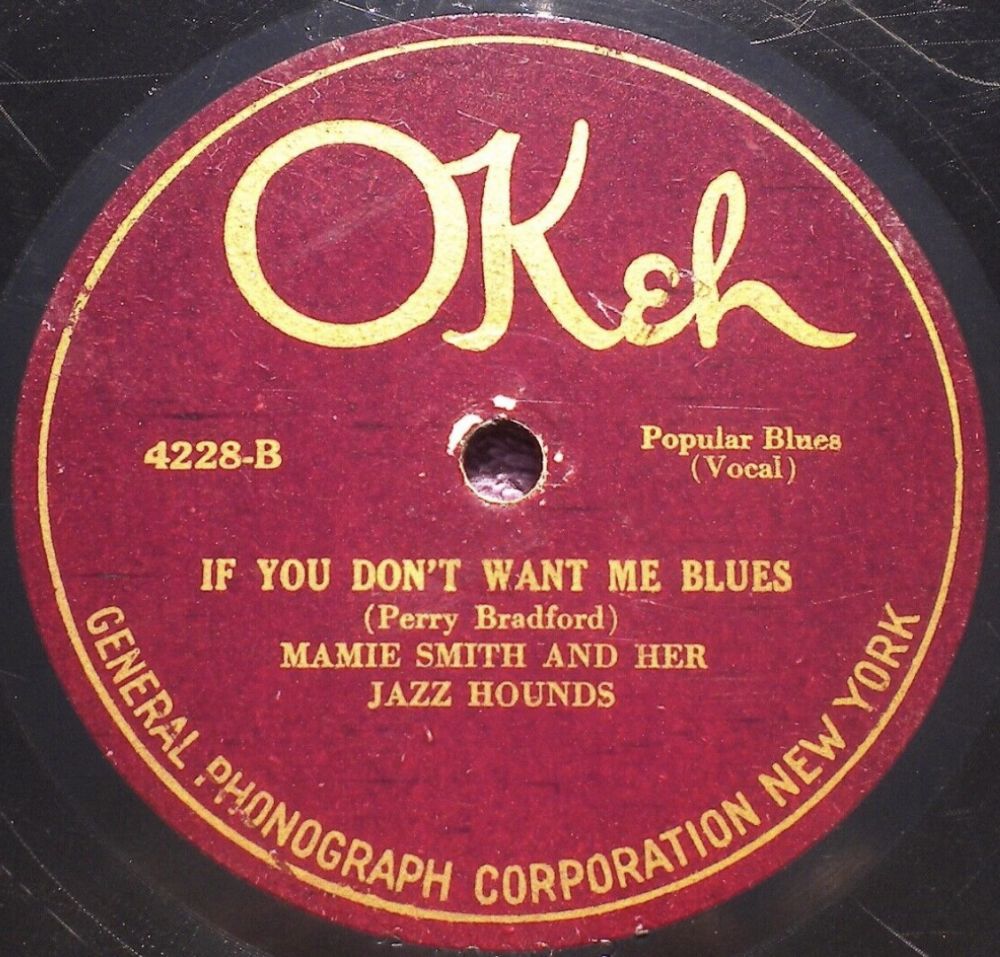 OKeh
4228-B
Popular Blues
(Vocal)
IF YOU DON'T WANT ME BLUES
(Perry Bradford)
MAMIE SMITH AND HER
JAZZ HOUNDS
GENERAL PHONOGRAPH CORPORATION NEW YORK